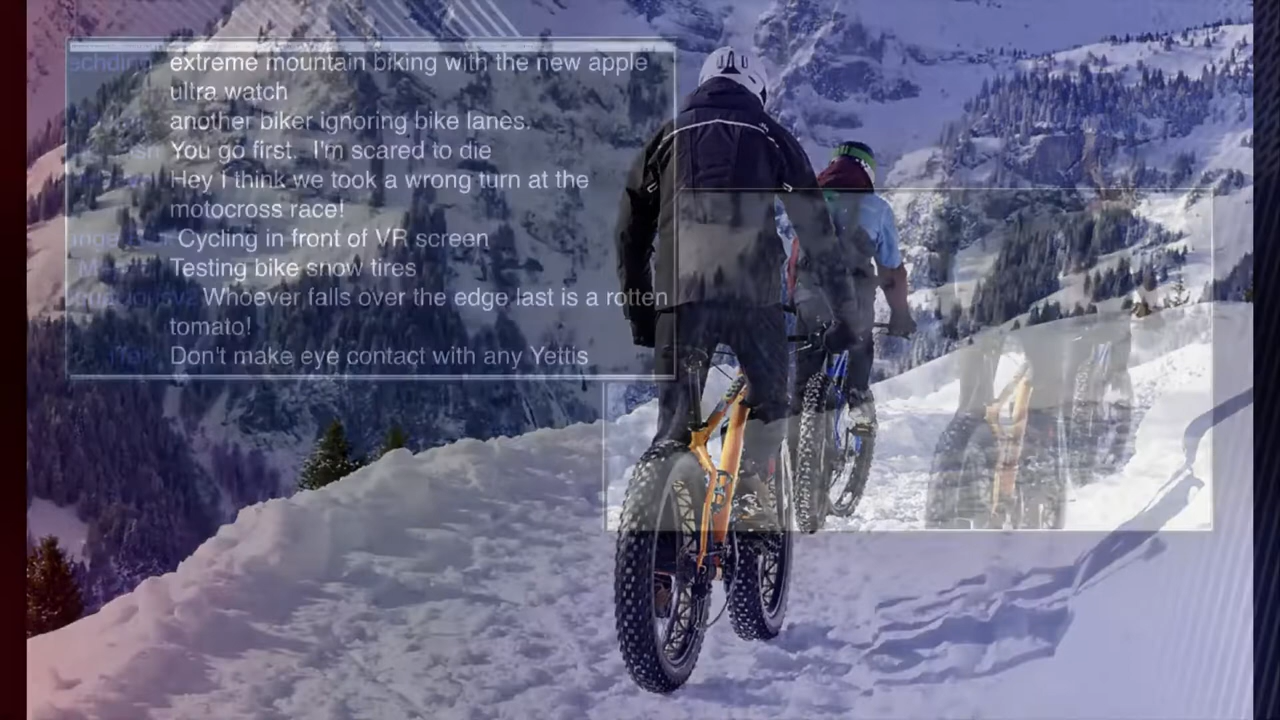 extreme mountain biking with the new apple
ultra watch
another biker ignoring bike lanes.
You go first. I'm scared to die
Hey i think we took a wrong turn at the
motocross race!
Cycling in front of VR screen
Testing bike snow tires
Whoever falls over the edge last is a rotten
tomato!
Don't make eye contact with any Yettis